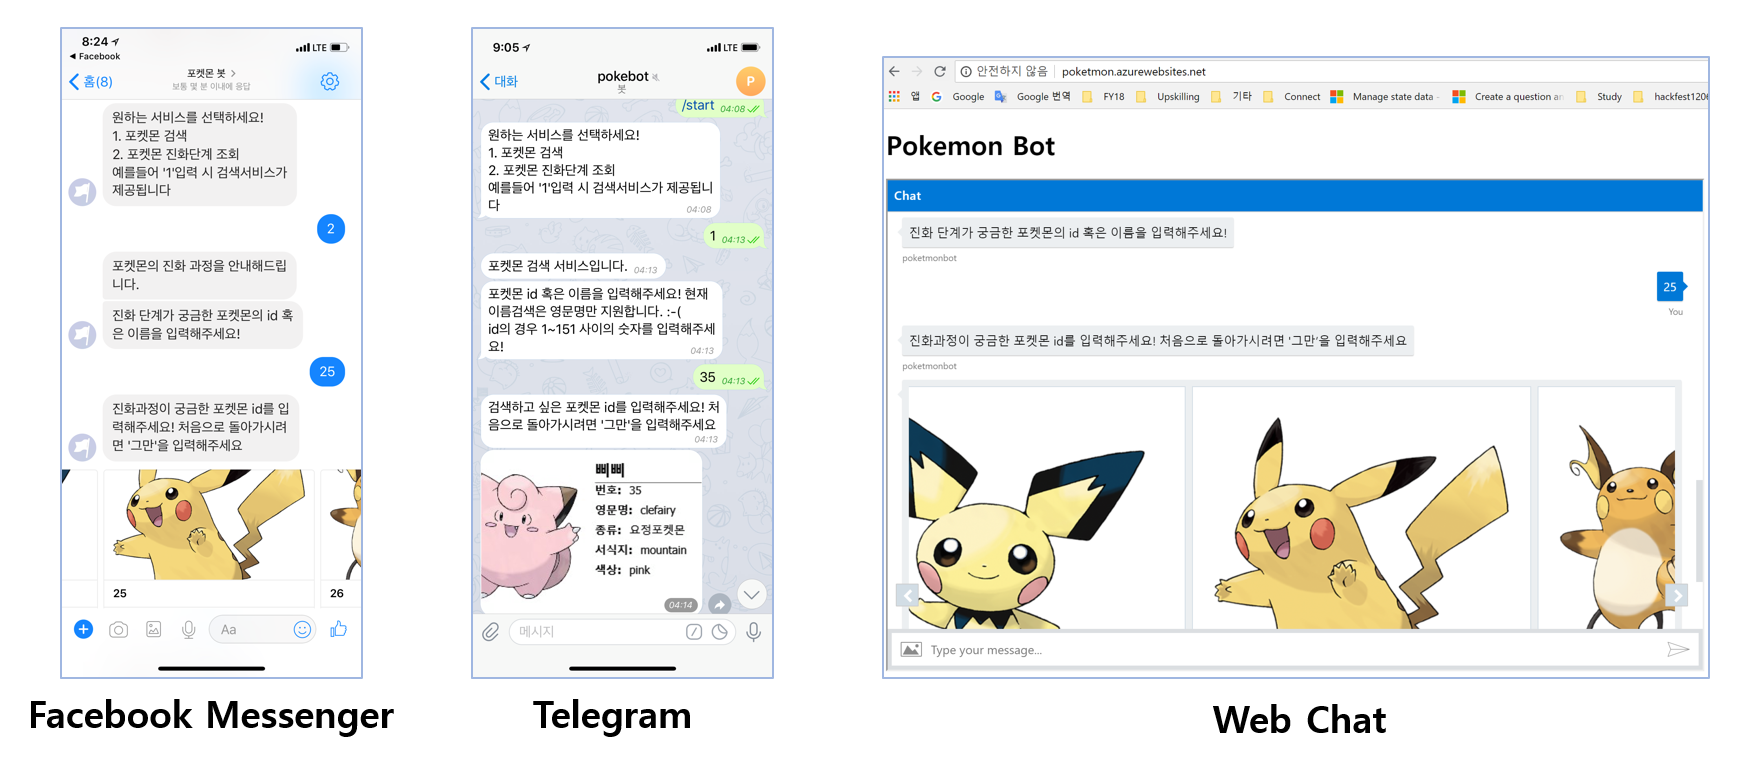 8:24
LTE
Facebook
홈(8)
포켓몬 봇
보통 몇 분 이내에 응답
원하는 서비스를 선택하세요!
1. 포켓몬 검색
2. 포켓몬 진화단계 조회
예를들어 '1'입력 시 검색서비스가
제공됩니다
2
포켓몬의 진화 과정을 안내해드립
니다.
진화 단계가 궁금한 포켓몬의 id 혹
은 이름을 입력해주세요!
25
진화과정이 궁금한 포켓몬 id를 입
력해주세요! 처음으로 돌아가시려
면 '그만'을 입력해주세요
25
26
Aa
Facebook Messenger
9:05
LTE
대화
pokebot
봇
P
/start 04:08
원하는 서비스를 선택하세요!
1. 포켓몬 검색
2. 포켓몬 진화단계 조회
예를들어 '1'입력 시 검색서비스가 제공됩니
다
04:08
1 04:13
포켓몬 검색 서비스입니다. 04:13
포켓몬 id 혹은 이름을 입력해주세요! 현재
이름검색은 영문명만 지원합니다. :-(
id의 경우 1~151 사이의 숫자를 입력해주세
요!
04:13
35 04:13
검색하고 싶은 포켓몬 id를 입력해주세요! 처
음으로 돌아가시려면 '그만'을 입력해주세요
04:13
삐삐
번호: 35
영문명: clefairy
종류: 요정포켓몬
서식지: mountain
색상: pink
04:14
메시지
Telegram
안전하지 않음 poketmon.azurewebsites.net
앱 Google Google 번역 FY18 Upskilling 기타 Connect Manage state data - Create a question an Study hackfest1206
Pokemon Bot
Chat
진화 단계가 궁금한 포켓몬의 id 혹은 이름을 입력해주세요!
poketmonbot
25
You
진화과정이 궁금한 포켓몬 id를 입력해주세요! 처음으로 돌아가시려면 '그만'을 입력해주세요
poketmonbot
Type your message...
Web Chat